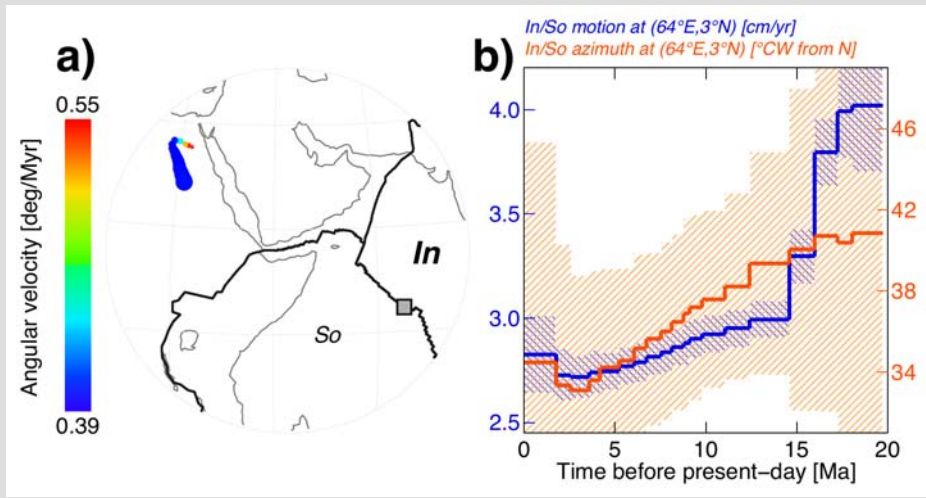 In/So motion at (64°E,3°N) [cm/yr]
In/So azimuth at (64°E,3°N) [°CW from N]
a)
b)
0.55
Angular velocity [deg/Myr]
0.39
In
So
4.0
3.5
3.0
2.5
46
42
38
34
0 5 10 15 20
Time before present–day [Ma]